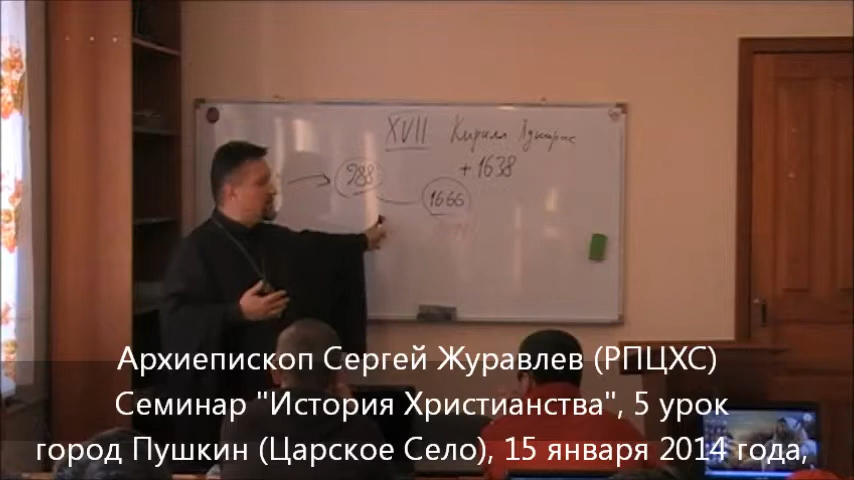 XVII Кирилл
+1638
988
1666
Архиепископ Сергей Журавлев (РПЦХС)
Семинар "История Христианства", 5 урок
город Пушкин (Царское Село), 15 января 2014 года,